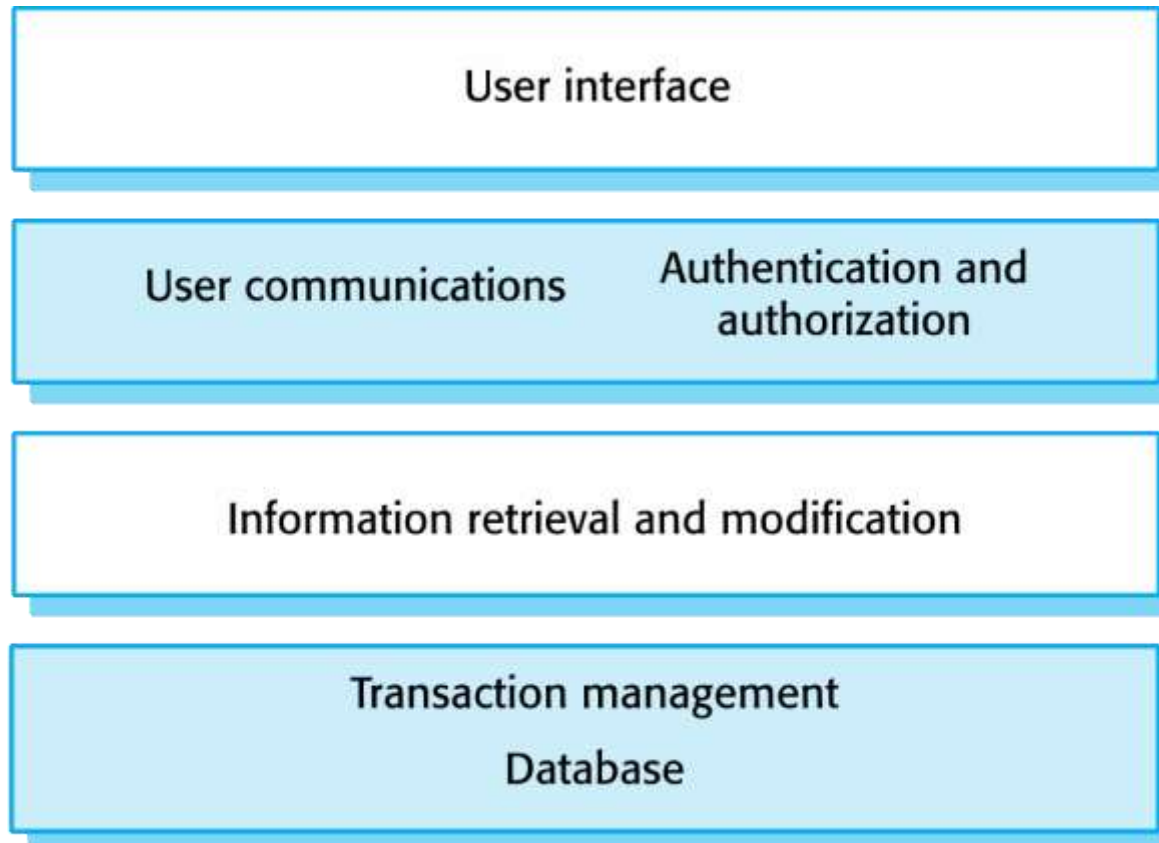 User interface
User communications
Authentication and
authorization
Information retrieval and modification
Transaction management
Database